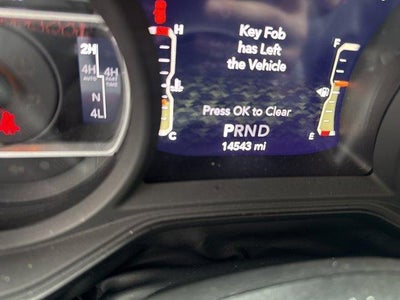 2H
4H
AUTO
4H
PART
TIME
N
4L
H
C
Key Fob
has Left
the Vehicle
Press OK to Clear
PRND
14543 mi
F
E